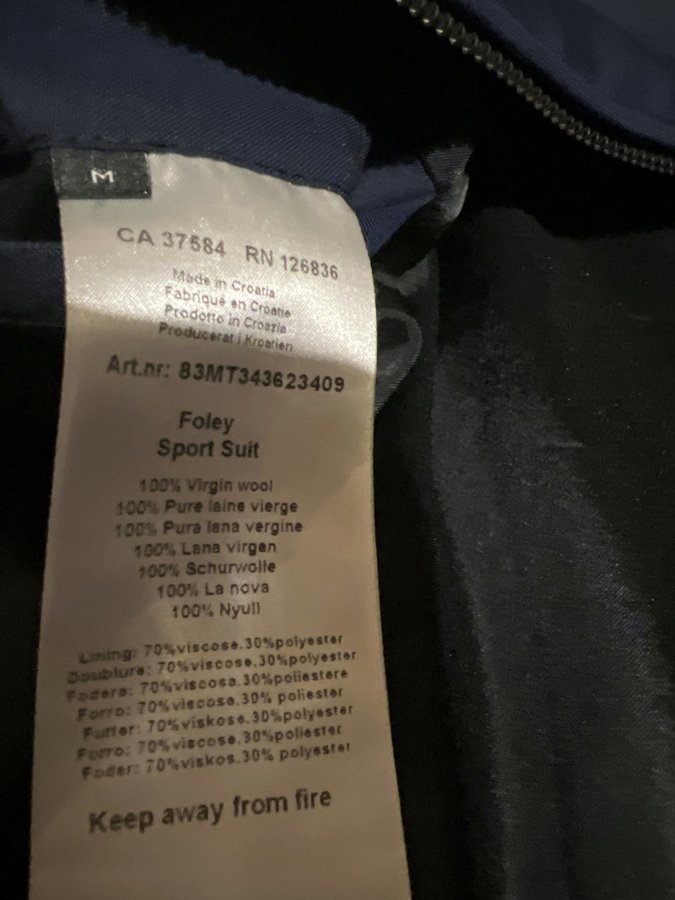 M
CA 37584 RN 126836
Made in Croatia
Fabriqué en Croatie
Prodotto in Croazia
Producerat i Kroatien
Art.nr: 83MT343623409
Foley
Sport Suit
100% Virgin wool
100% Pure laine vierge
100% Pura lana vergine
100% Lana virgen
100% Schurwolle
100% La nova
100% Nyull
Lining: 70%viscose.30%polyester
Doublure: 70%viscose.30%polyester
Fodera: 70%viscosa.30%poliestere
Forro: 70%viscosa.30% poliester
Futter: 70%viskose.30%polyester
Forro: 70%viscose.30%poliester
Foder: 70%viskos.30% polyester
Keep away from fire